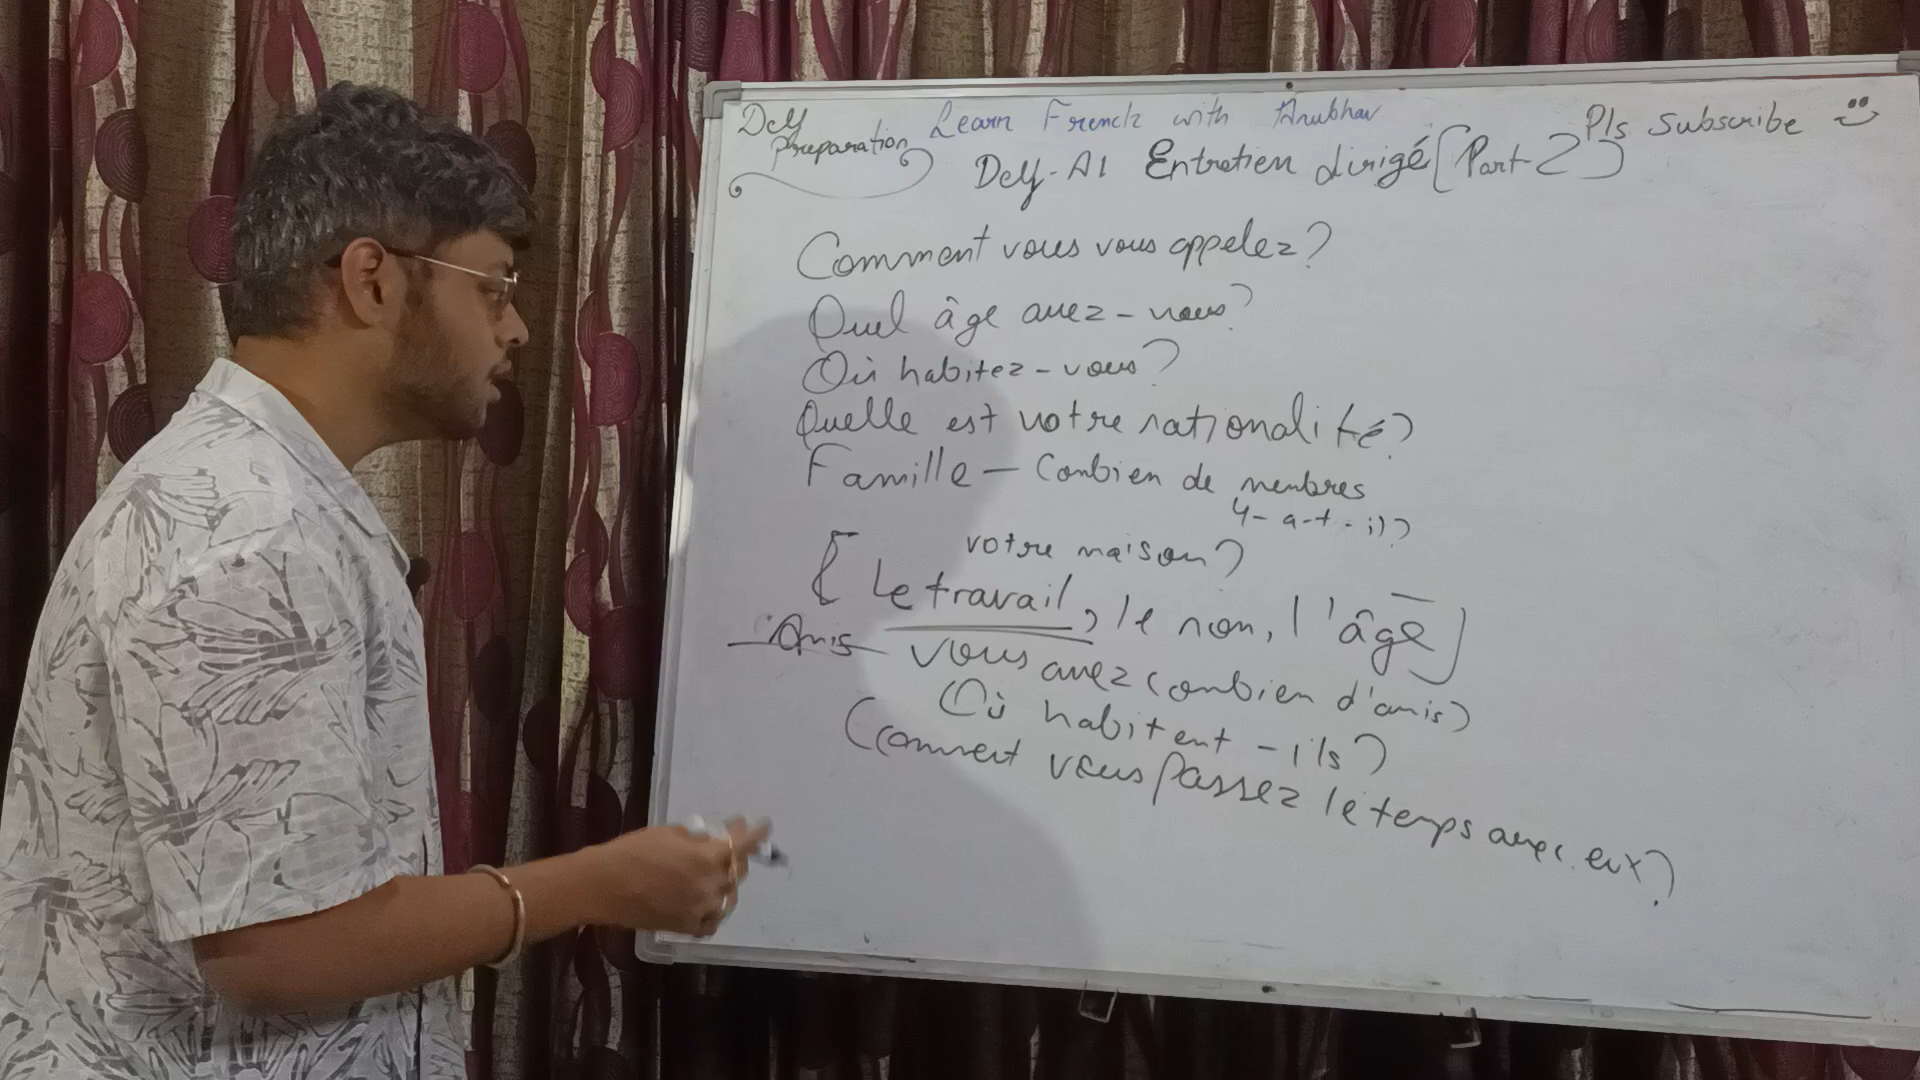 Delf Preparation
Learn French with Anubhav
Pls Subscribe
Delf-A1 Entretien dirigé [Part 2]
Comment vous vous appelez?
Quel âge avez-vous?
Où habitez-vous?
Quelle est votre nationalité?
Famille — Combien de membres
y-a-t-il?
votre maison?
[Le travail, le nom, l'âge]
Amis — vous avez combien d'amis)
Où habitent-ils?
(Comment vous passez le temps avec eux?